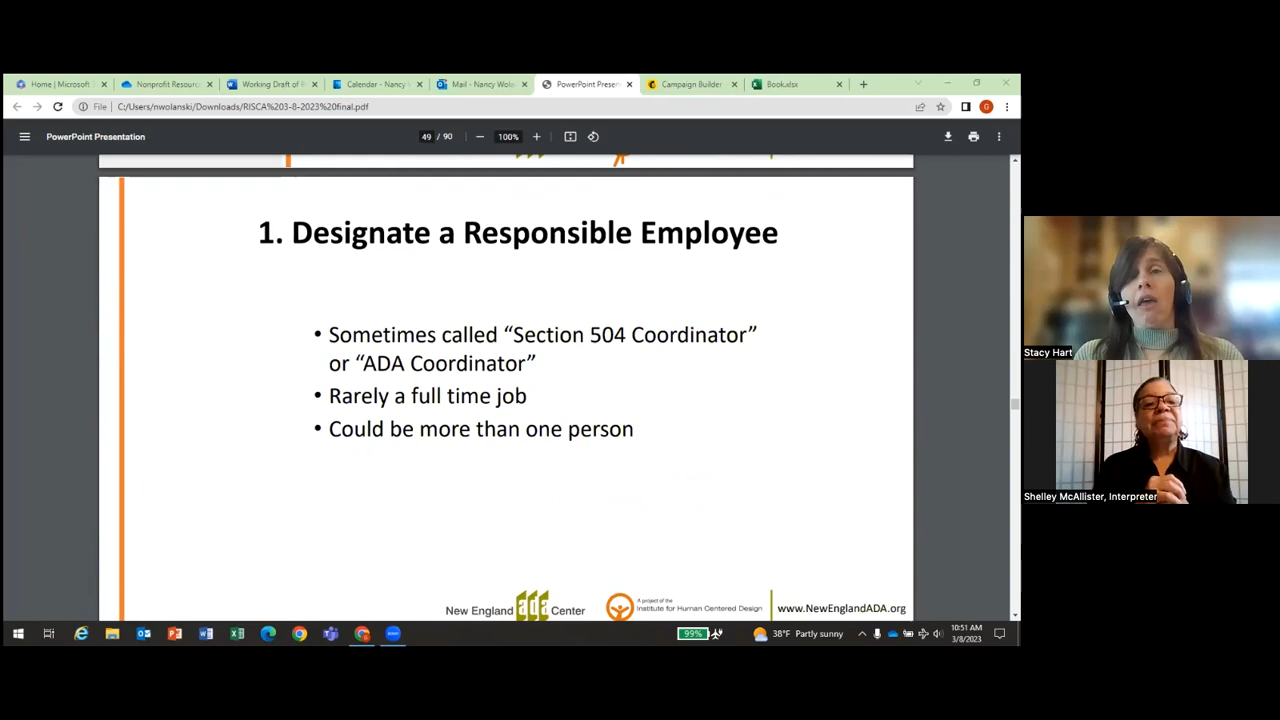 Home | Microsoft
Nonprofit Resourc
Working Draft of R
Calendar - Nancy
Mail - Nancy Wol
PowerPoint Presen
Campaign Builder
Book.xlsx
File
C:/Users/nwolanski/Downloads/RISCA%203-8-2023%20final.pdf
G
PowerPoint Presentation
49 / 90
100%
1. Designate a Responsible Employee
• Sometimes called “Section 504 Coordinator”
or “ADA Coordinator”
• Rarely a full time job
• Could be more than one person
New England ada Center
A project of the
Institute for Human Centered Design
www.NewEnglandADA.org
Stacy Hart
Shelley McAllister, Interpreter
99%
38°F Partly sunny
10:51 AM
3/8/2023